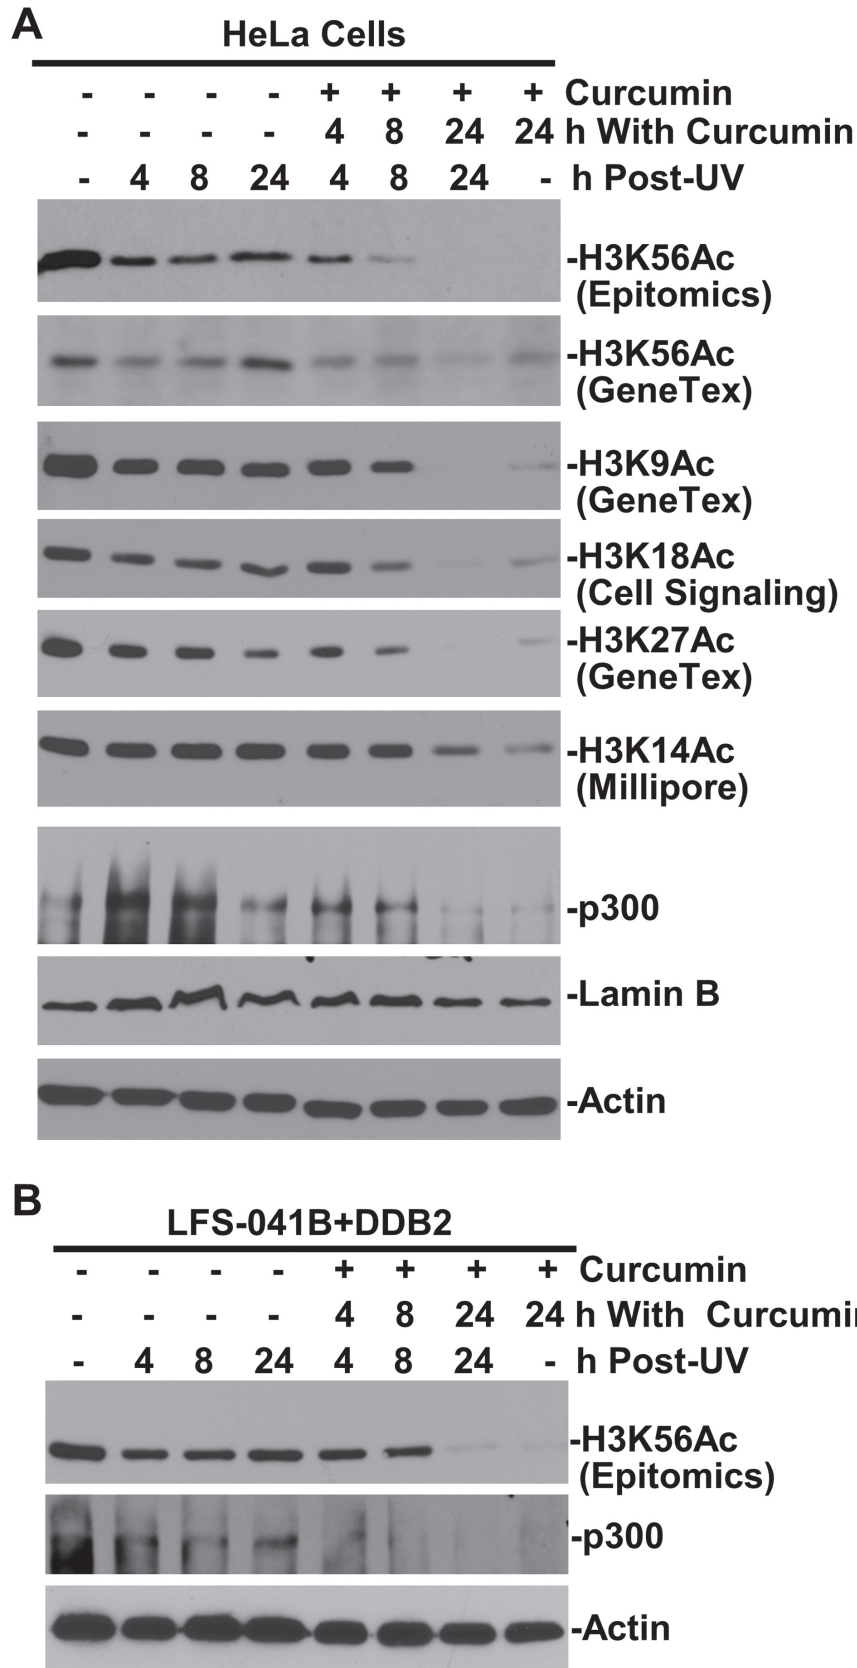 A
HeLa Cells
- - - - + + + + Curcumin
- - - - 4 8 24 24 h With Curcumin
- 4 8 24 4 8 24 - h Post-UV
-H3K56Ac
(Epitomics)
-H3K56Ac
(GeneTex)
-H3K9Ac
(GeneTex)
-H3K18Ac
(Cell Signaling)
-H3K27Ac
(GeneTex)
-H3K14Ac
(Millipore)
-p300
-Lamin B
-Actin
B
LFS-041B+DDB2
- - - - + + + + Curcumin
- - - - 4 8 24 24 h With Curcumin
- 4 8 24 4 8 24 - h Post-UV
-H3K56Ac
(Epitomics)
-p300
-Actin